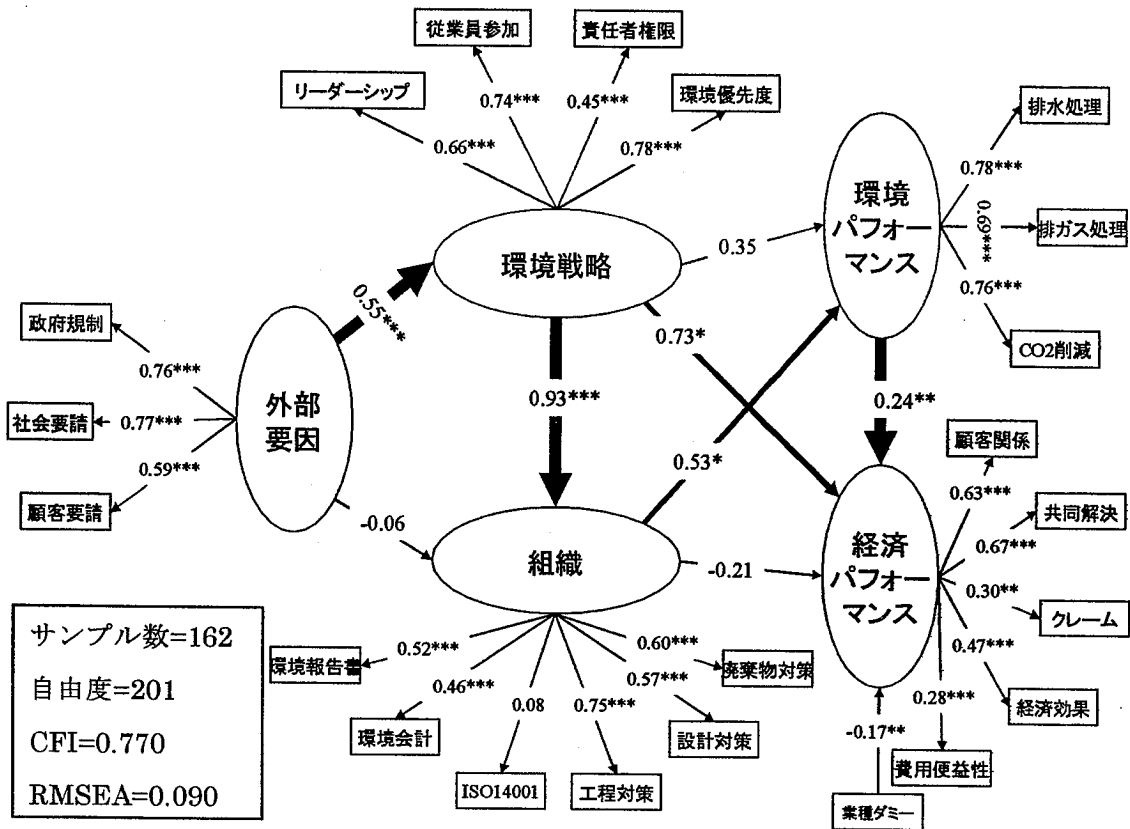 従業員参加
責任者権限
リーダーシップ
環境優先度
0.74***
0.45***
0.66***
0.78***
排水処理
0.78***
環境
パフォー
マンス
0.69***
排ガス処理
0.76***
CO2削減
環境戦略
0.35
0.55***
政府規制
0.76***
社会要請
0.77***
0.59***
顧客要請
外部
要因
0.73*
0.93***
0.24**
0.53*
-0.06
組織
-0.21
経済
パフォー
マンス
顧客関係
0.63***
共同解決
0.67***
0.30**
クレーム
0.47***
経済効果
0.28***
費用便益性
-0.17**
業種ダミー
環境報告書
0.52***
0.46***
環境会計
0.08
ISO14001
0.75***
工程対策
0.57***
設計対策
0.60***
廃棄物対策
サンプル数=162
自由度=201
CFI=0.770
RMSEA=0.090